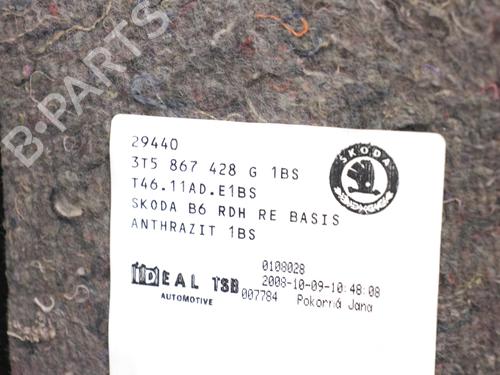 B-PARTS
29440
3T5 867 428 G 1BS
T46.11AD.E1BS
SKODA B6 RDH RE BASIS
ANTHRAZIT 1BS
SKODA
0108028
IDEAL TSB 2008-10-09-10:48:08
AUTOMOTIVE 007784 Pokorná Jana